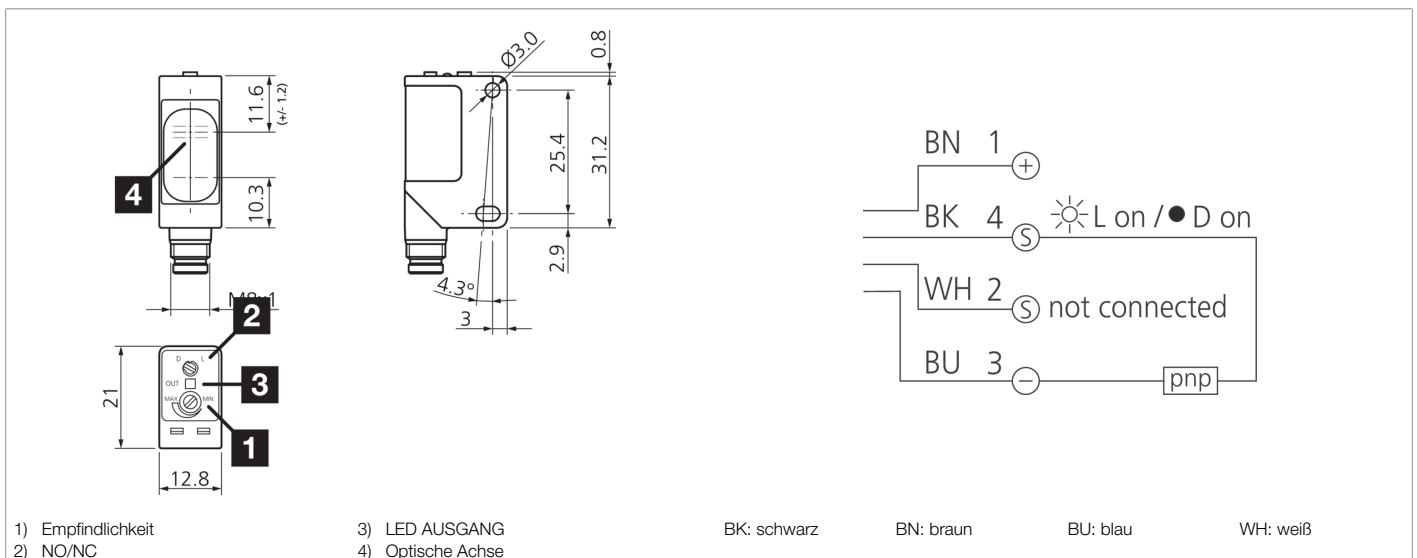 Ø3.0
0.8
11.6
(+/- 1.2)
10.3
4
25.4
31.2
2.9
4.3°
3
2
D L
OUT
3
MAX MIN
1
21
12.8
BN 1
+
BK 4 S L on / D on
WH 2 S not connected
BU 3
−
pnp
1) Empfindlichkeit
2) NO/NC
3) LED AUSGANG
4) Optische Achse
BK: schwarz
BN: braun
BU: blau
WH: weiß